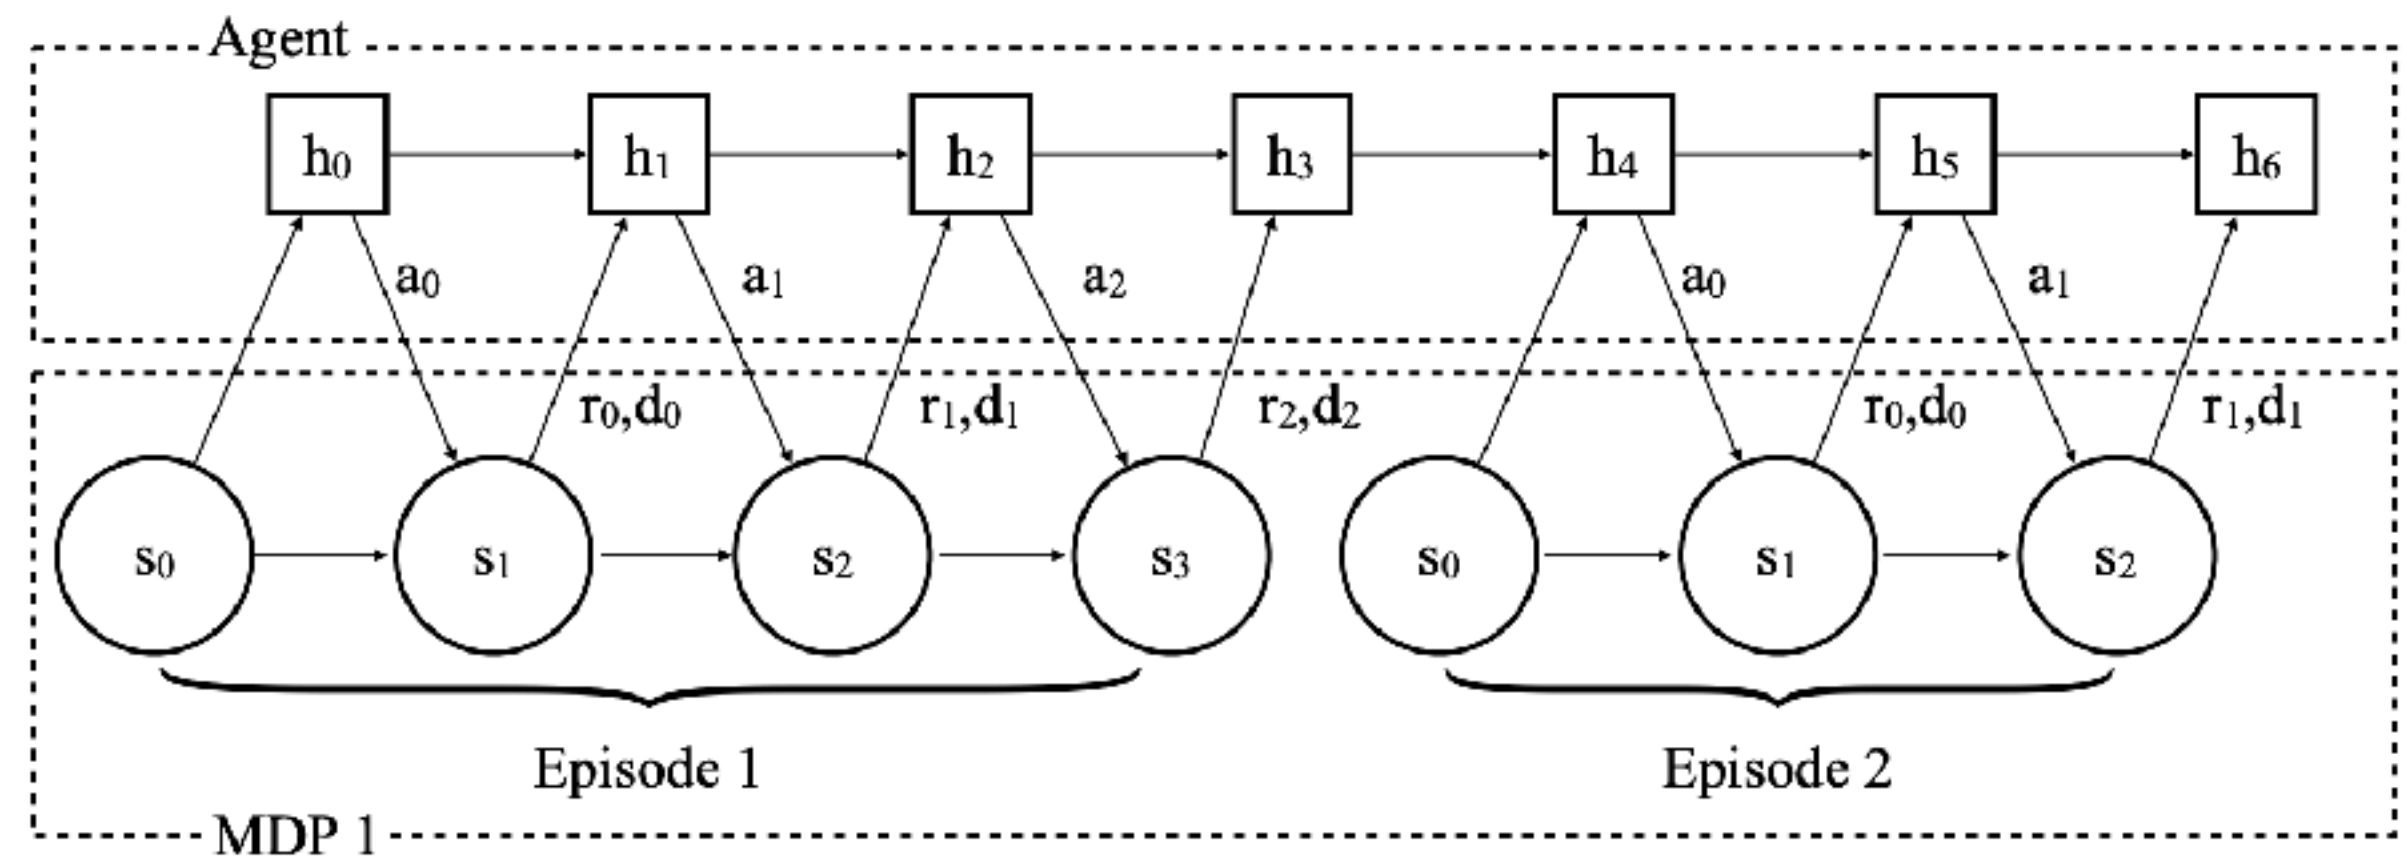 Agent
h₀ h₁ h₂ h₃ h₄ h₅ h₆
a₀ a₁ a₂ a₀ a₁
r₀,d₀ r₁,d₁ r₂,d₂ r₀,d₀ r₁,d₁
s₀ s₁ s₂ s₃ s₀ s₁ s₂
Episode 1 Episode 2
MDP 1